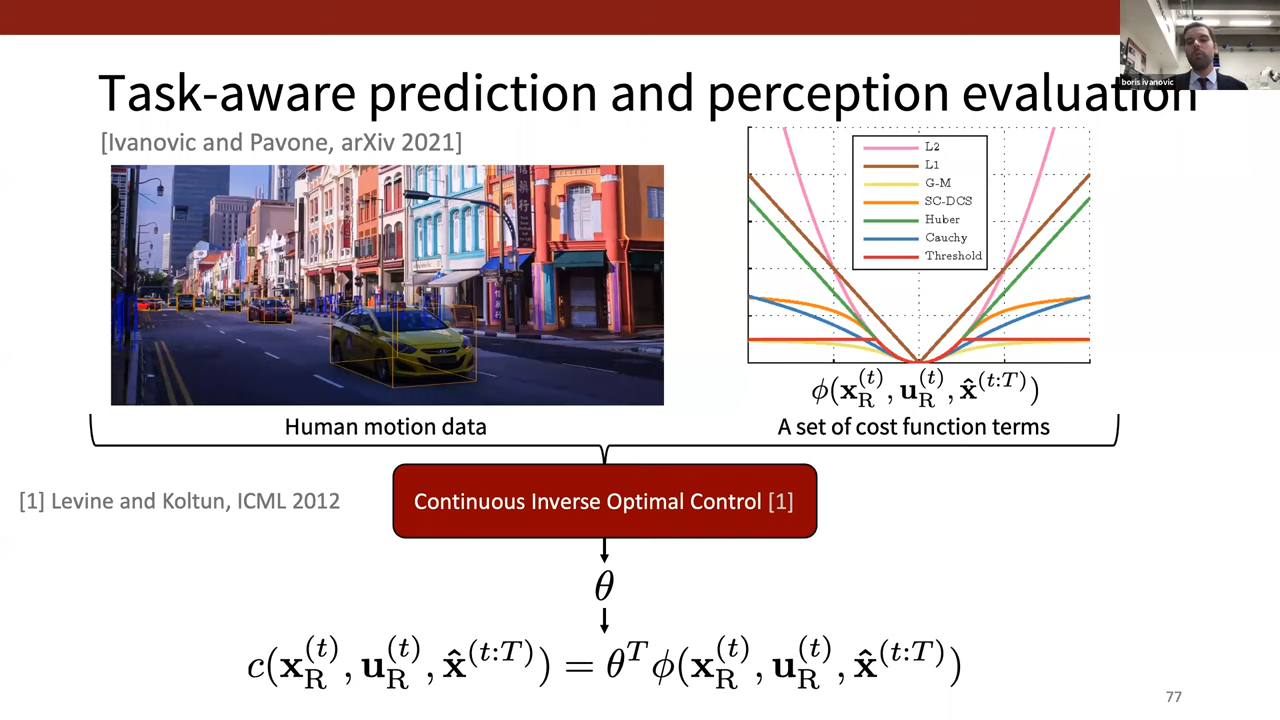 boris ivanovic
Task-aware prediction and perception evaluation
[Ivanovic and Pavone, arXiv 2021]
L2
L1
G-M
SC-DCS
Huber
Cauchy
Threshold
ϕ(𝐱_R^(t), 𝐮_R^(t), 𝐱̂^(t:T))
Human motion data
A set of cost function terms
[1] Levine and Koltun, ICML 2012
Continuous Inverse Optimal Control [1]
θ
c(𝐱_R^(t), 𝐮_R^(t), 𝐱̂^(t:T)) = θ^T ϕ(𝐱_R^(t), 𝐮_R^(t), 𝐱̂^(t:T))
77